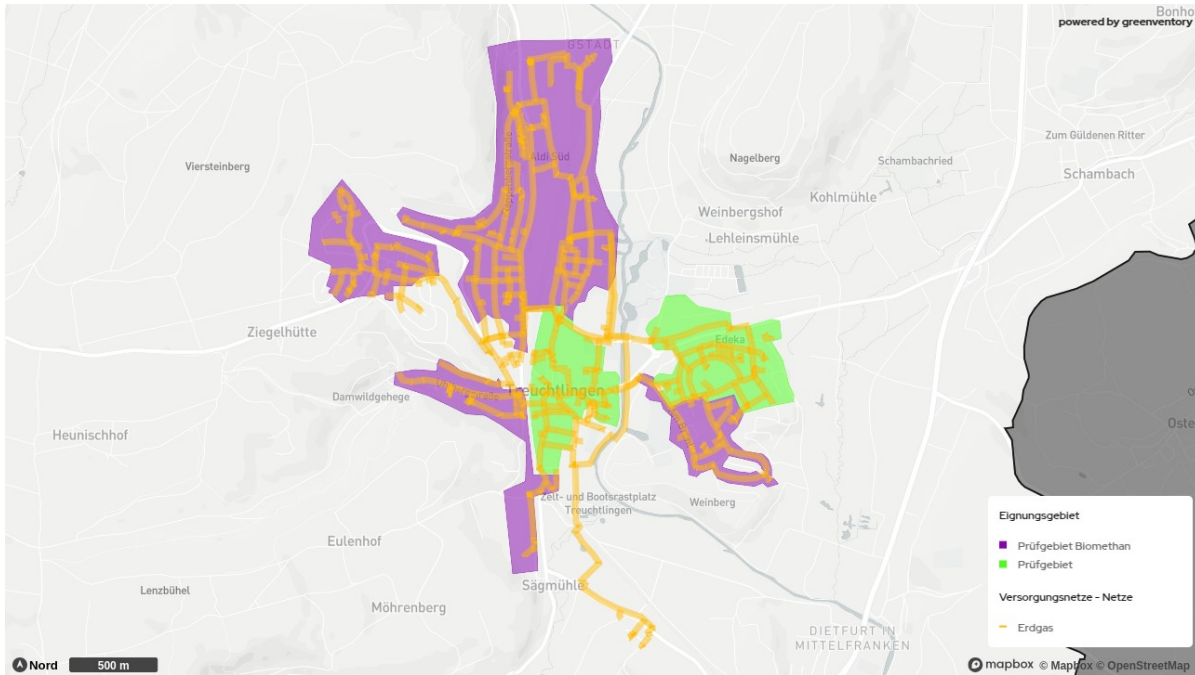 Bonho
powered by greenventory
GSTADT
Zum Güldenen Ritter
Aldi Süd
Nagelberg
Schambachried
Viersteinberg
Schambach
Kohlmühle
Weinbergshof
Lehleinsmühle
Ziegelhütte
Edeka
Treuchtlingen
Damwildgehege
Oste
Heunischhof
Zelt- und Bootsrastplatz
Treuchtlingen
Weinberg
Eignungsgebiet
Eulenhof
Prüfgebiet Biomethan
Prüfgebiet
Lenzbühel
Sägmühle
Versorgungsnetze - Netze
Möhrenberg
Erdgas
DIETFURT IN
MITTELFRANKEN
Nord
500 m
mapbox © Mapbox © OpenStreetMap